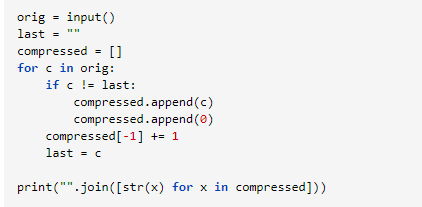 orig = input()
last = ""
compressed = []
for c in orig:
    if c != last:
        compressed.append(c)
        compressed.append(0)
    compressed[-1] += 1
    last = c

print("".join([str(x) for x in compressed]))